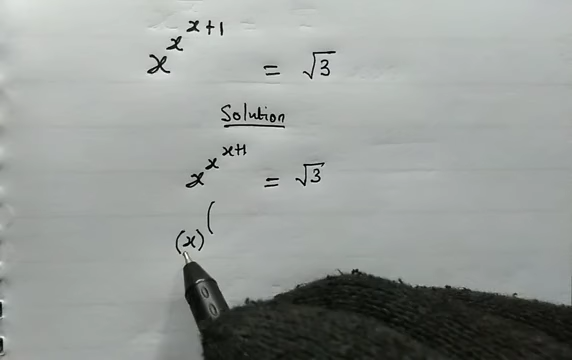 x^{x^{x+1}} = √3
Solution
x^{x^{x+1}} = √3
(x)^{(}